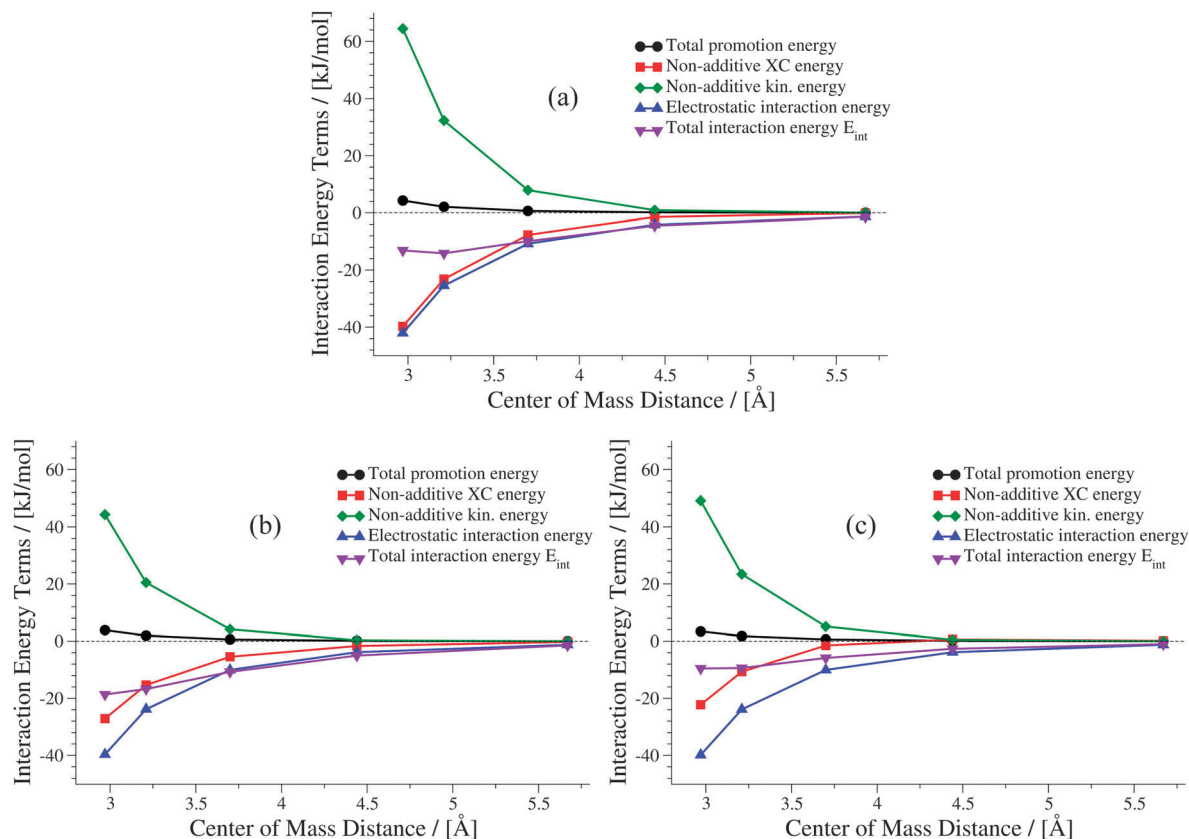 Interaction Energy Terms / [kJ/mol]
60
40
20
0
-20
-40
(a)
Total promotion energy
Non-additive XC energy
Non-additive kin. energy
Electrostatic interaction energy
Total interaction energy E_int
3
3.5
4
4.5
5
5.5
Center of Mass Distance / [Å]
Interaction Energy Terms / [kJ/mol]
60
40
20
0
-20
-40
(b)
Total promotion energy
Non-additive XC energy
Non-additive kin. energy
Electrostatic interaction energy
Total interaction energy E_int
3
3.5
4
4.5
5
5.5
Center of Mass Distance / [Å]
Interaction Energy Terms / [kJ/mol]
60
40
20
0
-20
-40
(c)
Total promotion energy
Non-additive XC energy
Non-additive kin. energy
Electrostatic interaction energy
Total interaction energy E_int
3
3.5
4
4.5
5
5.5
Center of Mass Distance / [Å]